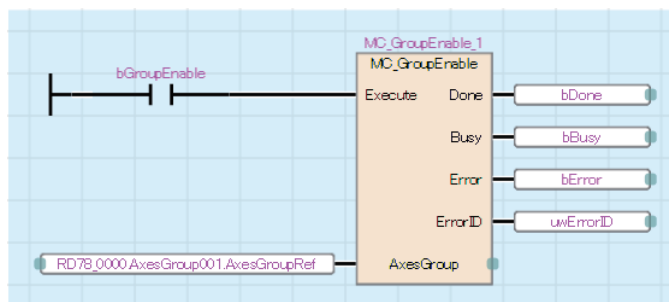 MC_GroupEnable_1
MC_GroupEnable
bGroupEnable
Execute Done bDone
Busy bBusy
Error bError
ErrorID uwErrorID
RD78_0000.AxesGroup001.AxesGroupRef AxesGroup